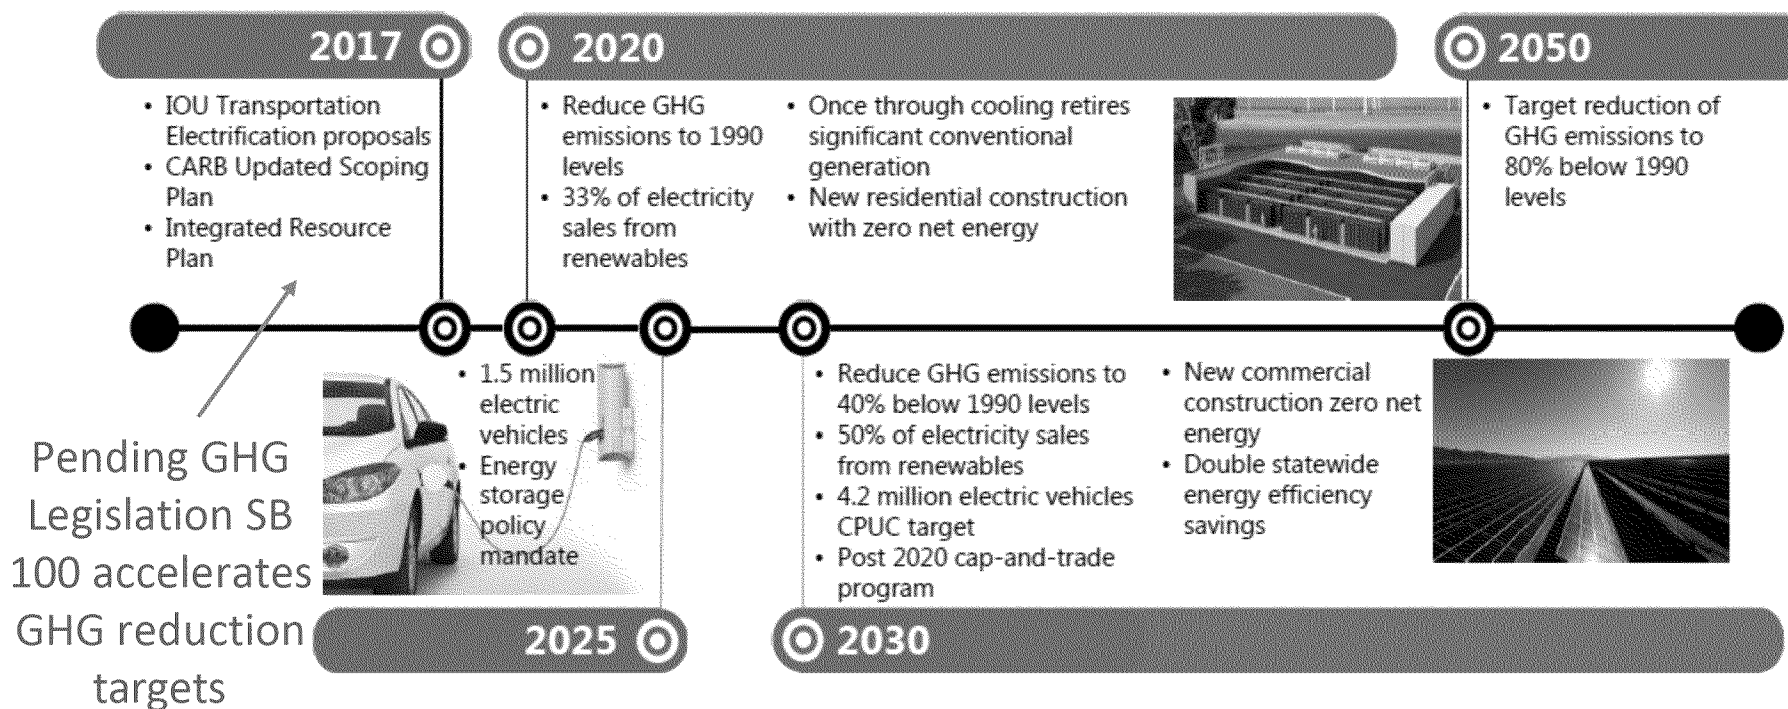 2017
• IOU Transportation
Electrification proposals
• CARB Updated Scoping
Plan
• Integrated Resource
Plan
2020
• Reduce GHG
emissions to 1990
levels
• 33% of electricity
sales from
renewables
• Once through cooling retires
significant conventional
generation
• New residential construction
with zero net energy
2050
• Target reduction of
GHG emissions to
80% below 1990
levels
Pending GHG
Legislation SB
100 accelerates
GHG reduction
targets
• 1.5 million
electric
vehicles
• Energy
storage
policy
mandate
2025
• Reduce GHG emissions to
40% below 1990 levels
• 50% of electricity sales
from renewables
• 4.2 million electric vehicles
CPUC target
• Post 2020 cap-and-trade
program
• New commercial
construction zero net
energy
• Double statewide
energy efficiency
savings
2030